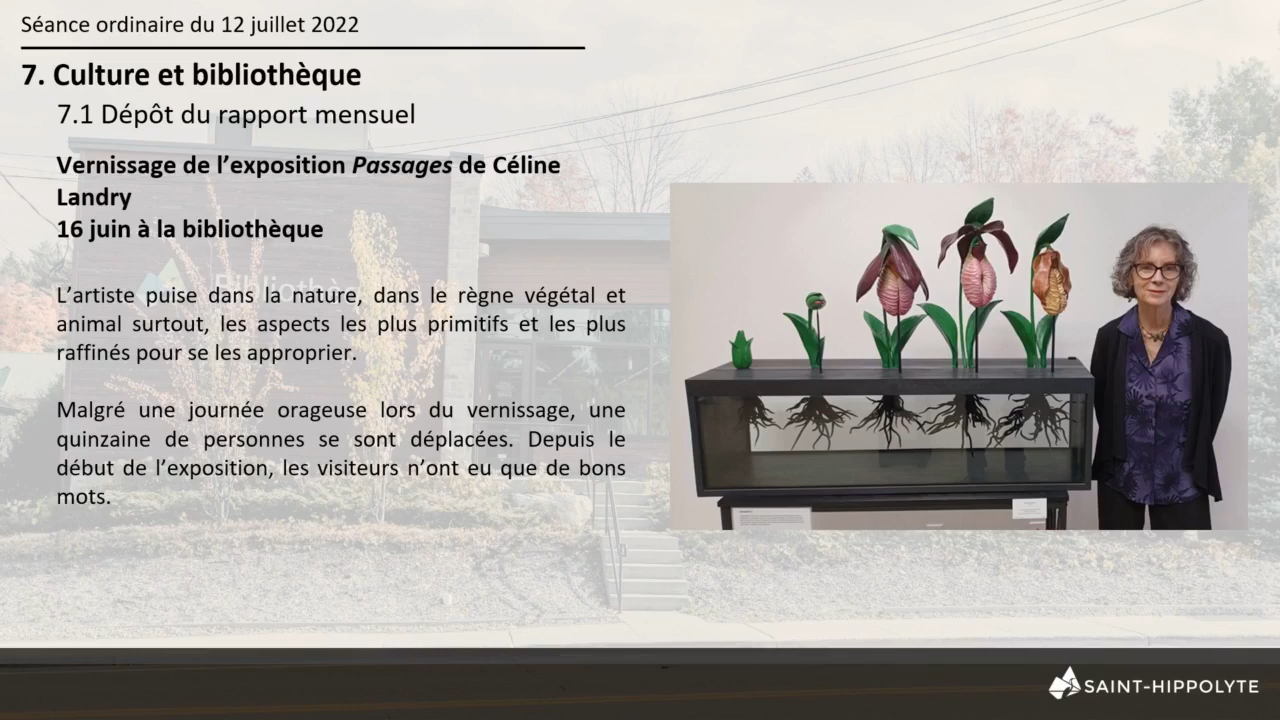 Séance ordinaire du 12 juillet 2022
7. Culture et bibliothèque
7.1 Dépôt du rapport mensuel
Vernissage de l’exposition Passages de Céline
Landry
16 juin à la bibliothèque
L’artiste puise dans la nature, dans le règne végétal et
animal surtout, les aspects les plus primitifs et les plus
raffinés pour se les approprier.
Malgré une journée orageuse lors du vernissage, une
quinzaine de personnes se sont déplacées. Depuis le
début de l’exposition, les visiteurs n’ont eu que de bons
mots.
Bibliothè
SAINT-HIPPOLYTE